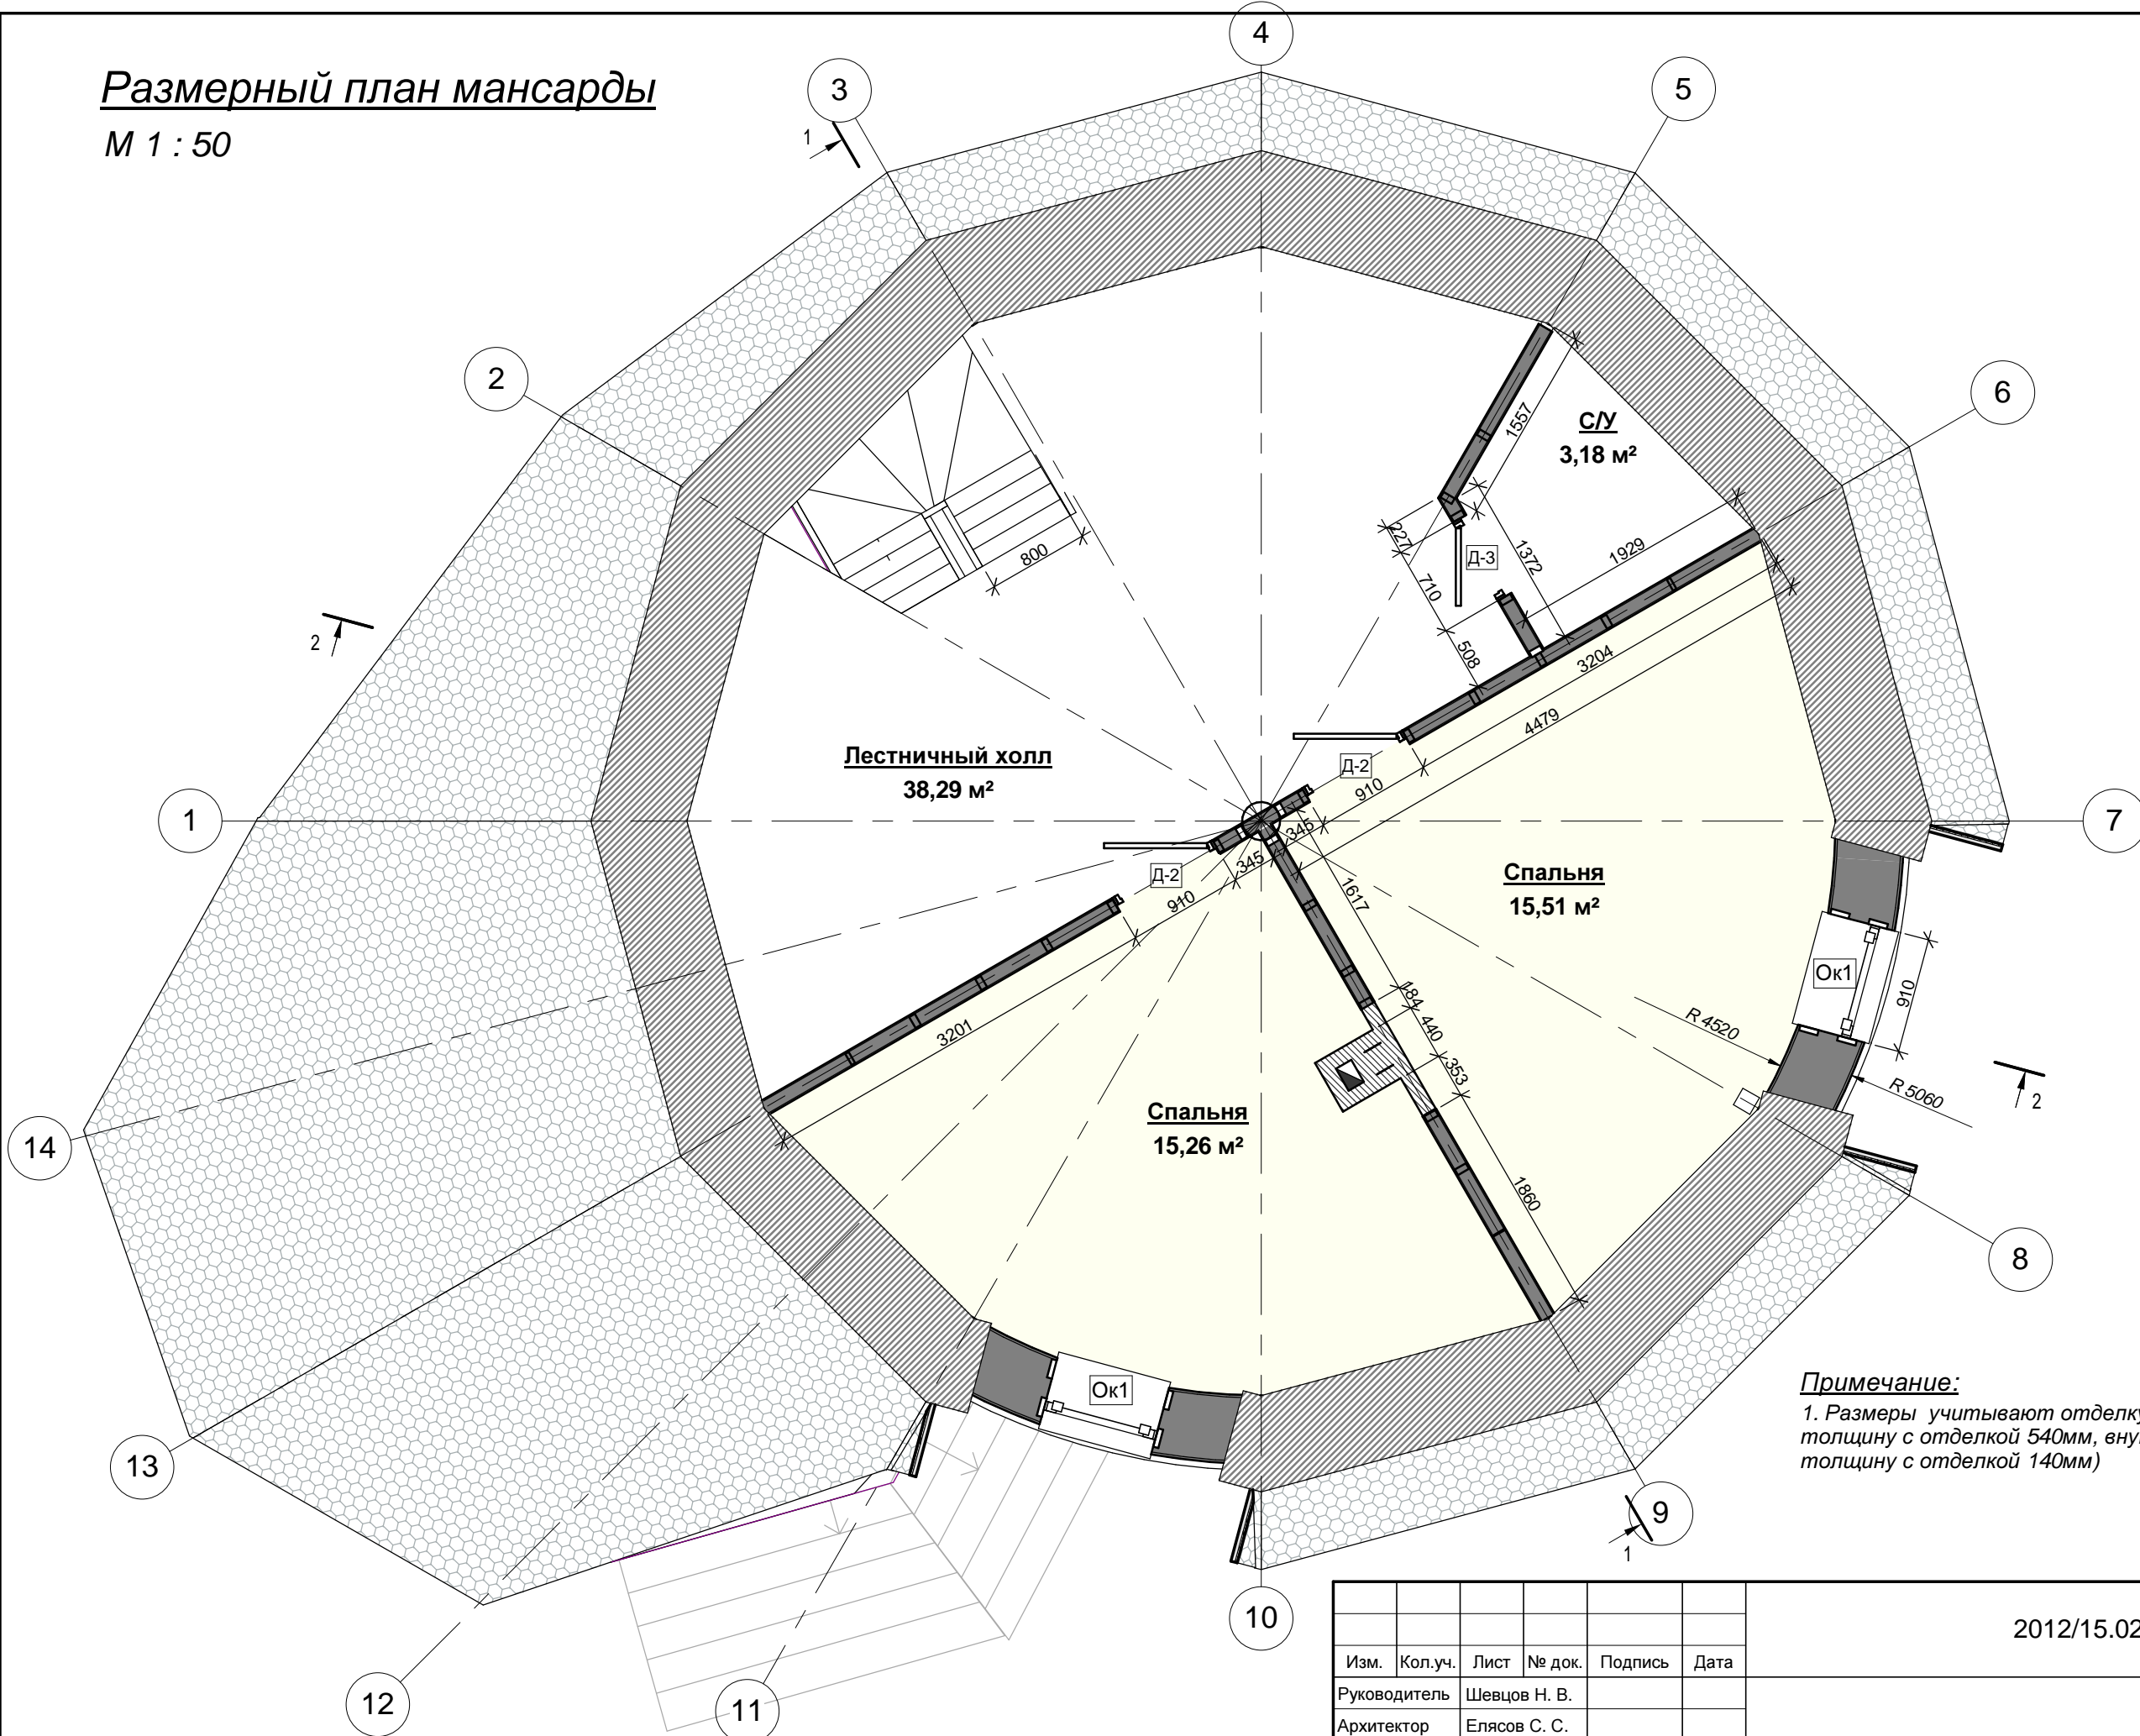 Размерный план мансарды
М 1 : 50
4
3
5
1
2
6
1557
С/У
3,18 м²
227
Д-3
1372
1929
800
710
2
508
3204
4479
Лестничный холл
38,29 м²
Д-2
910
1
7
345
345
Д-2
910
1617
Спальня
15,51 м²
Ок1
910
184
440
353
R 4520
R 5060
2
3201
Спальня
15,26 м²
14
1860
8
Ок1
Примечание:
1. Размеры учитывают отделку
толщину с отделкой 540мм, вну
толщину с отделкой 140мм)
13
9
1
10
12
11
2012/15.02
Изм. Кол.уч. Лист № док. Подпись Дата
Руководитель Шевцов Н. В.
Архитектор Елясов С. С.